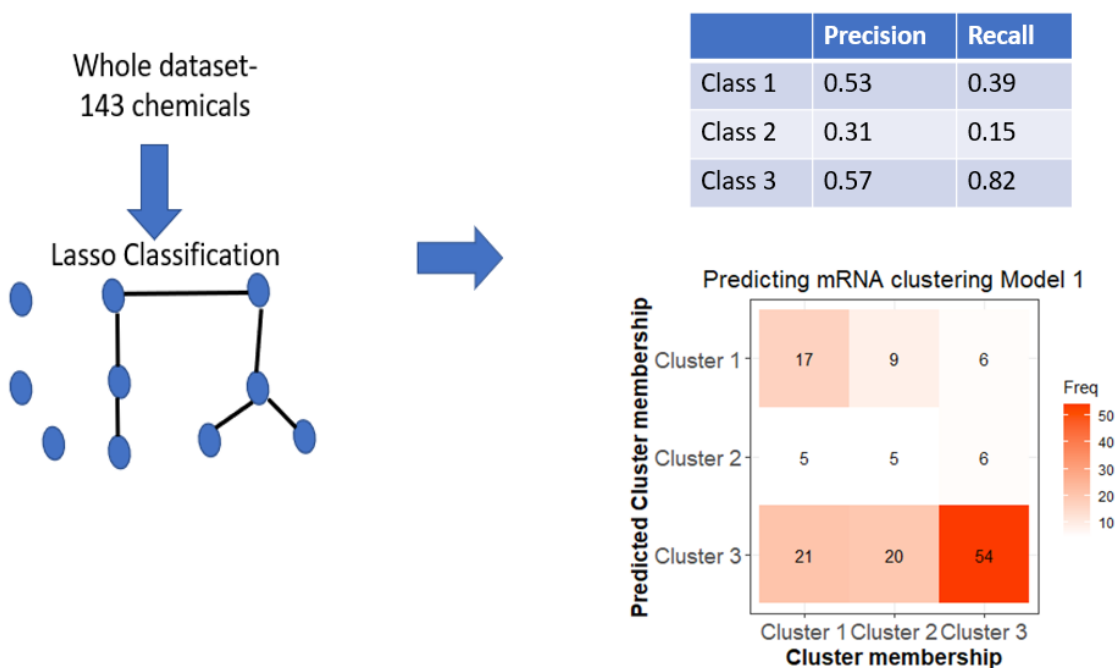 Whole dataset-
143 chemicals
Lasso Classification
Precision Recall
Class 1 0.53 0.39
Class 2 0.31 0.15
Class 3 0.57 0.82
Predicting mRNA clustering Model 1
Predicted Cluster membership
Cluster 1 17 9 6
Cluster 2 5 5 6
Cluster 3 21 20 54
Cluster 1 Cluster 2 Cluster 3
Cluster membership
Freq
50
40
30
20
10